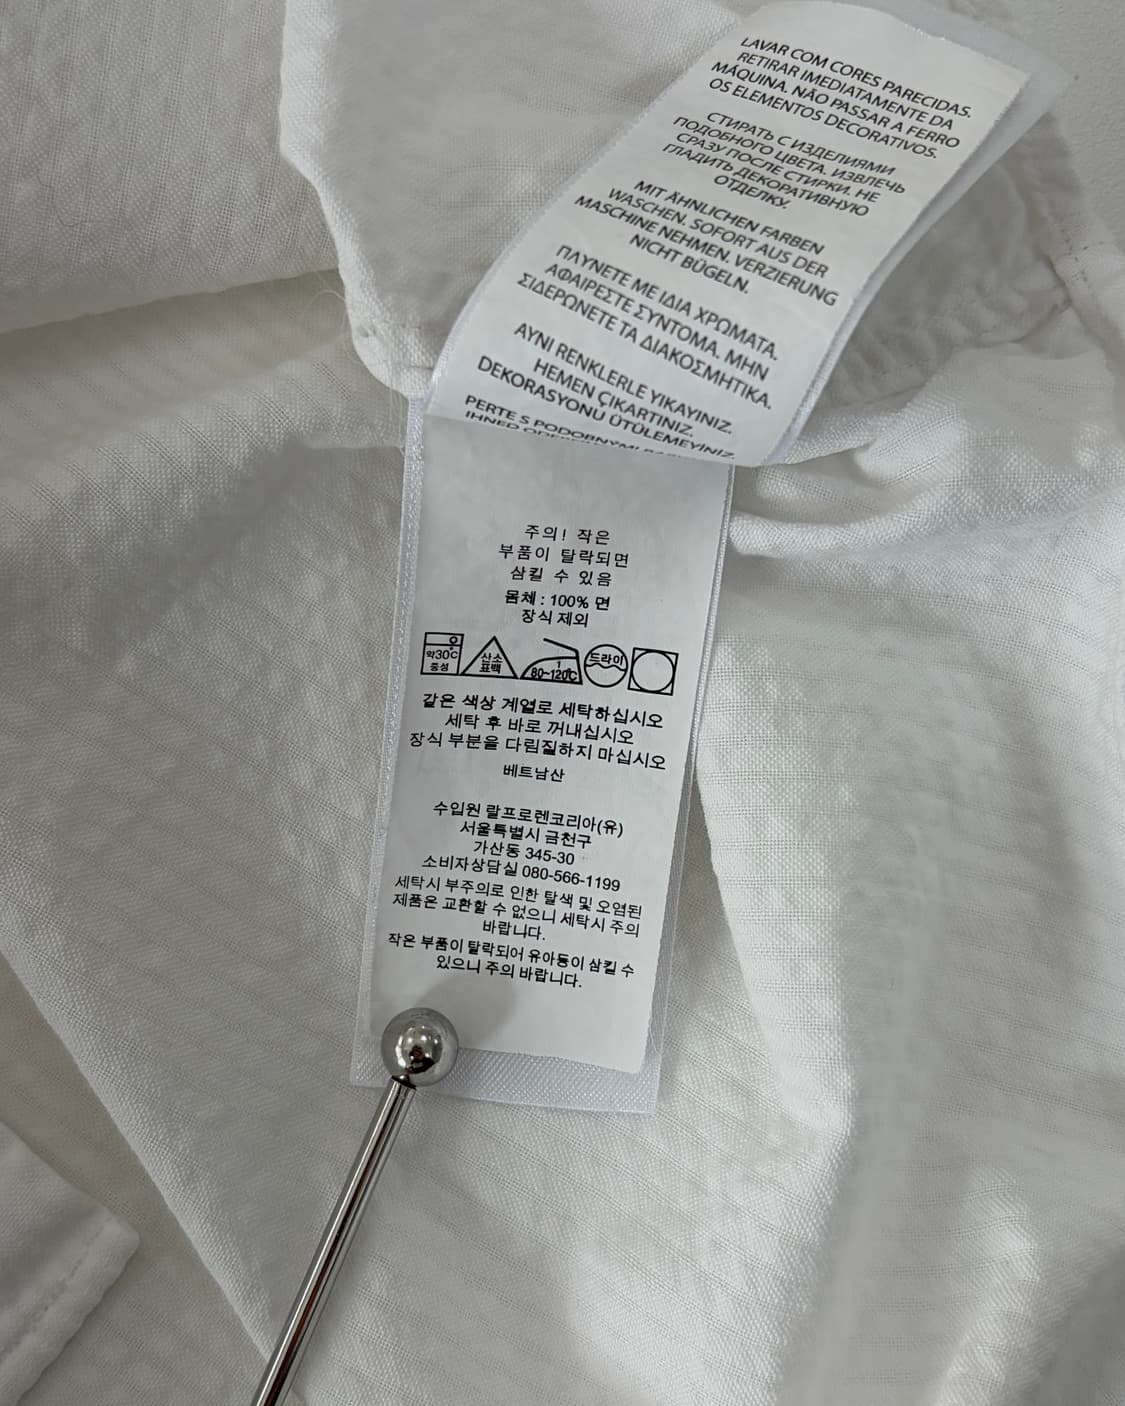 LAVAR COM CORES PARECIDAS.
RETIRAR IMEDIATAMENTE DA
MÁQUINA. NÃO PASSAR A FERRO
OS ELEMENTOS DECORATIVOS.
СТИРАТЬ С ИЗДЕЛИЯМИ
ПОДОБНОГО ЦВЕТА. ИЗВЛЕЧЬ
СРАЗУ ПОСЛЕ СТИРКИ. НЕ
ГЛАДИТЬ ДЕКОРАТИВНУЮ
ОТДЕЛКУ.
MIT ÄHNLICHEN FARBEN
WASCHEN. SOFORT AUS DER
MASCHINE NEHMEN. VERZIERUNG
NICHT BÜGELN.
ΠΛΥΝΕΤΕ ΜΕ ΙΔΙΑ ΧΡΩΜΑΤΑ.
ΑΦΑΙΡΕΣΤΕ ΣΥΝΤΟΜΑ. ΜΗΝ
ΣΙΔΕΡΩΝΕΤΕ ΤΑ ΔΙΑΚΟΣΜΗΤΙΚΑ.
AYNI RENKLERLE YIKAYINIZ.
HEMEN ÇIKARTINIZ.
DEKORASYONU ÜTÜLEMEYİNİZ.
PERTE S PODOBNYMI
IHNED
주의! 작은
부품이 탈락되면
삼킬 수 있음
몸체 : 100% 면
장식 제외
약30℃
중성
산소
표백
1
80~120℃
드라이
같은 색상 계열로 세탁하십시오
세탁 후 바로 꺼내십시오
장식 부분을 다림질하지 마십시오
베트남산
수입원 랄프로렌코리아(유)
서울특별시 금천구
가산동 345-30
소비자상담실 080-566-1199
세탁시 부주의로 인한 탈색 및 오염된
제품은 교환할 수 없으니 세탁시 주의
바랍니다.
작은 부품이 탈락되어 유아등이 삼킬 수
있으니 주의 바랍니다.